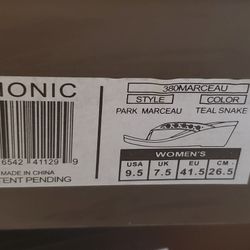 IONIC
380MARCEAU
STYLE COLOR
PARK MARCEAU TEAL SNAKE
WOMEN'S
USA UK EU CM
9.5 7.5 41.5 26.5
6542 41129 9
MADE IN CHINA
TENT PENDING